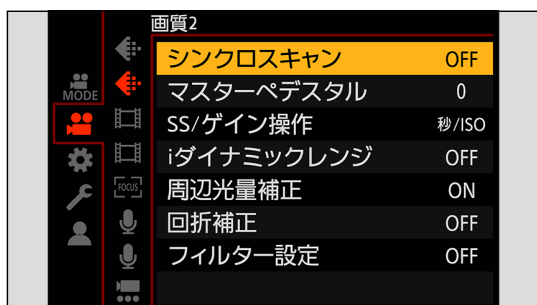 画質2
シンクロスキャン OFF
MODE
マスターペデスタル 0
SS/ゲイン操作 秒/ISO
iダイナミックレンジ OFF
周辺光量補正 ON
FOCUS
回折補正 OFF
フィルター設定 OFF